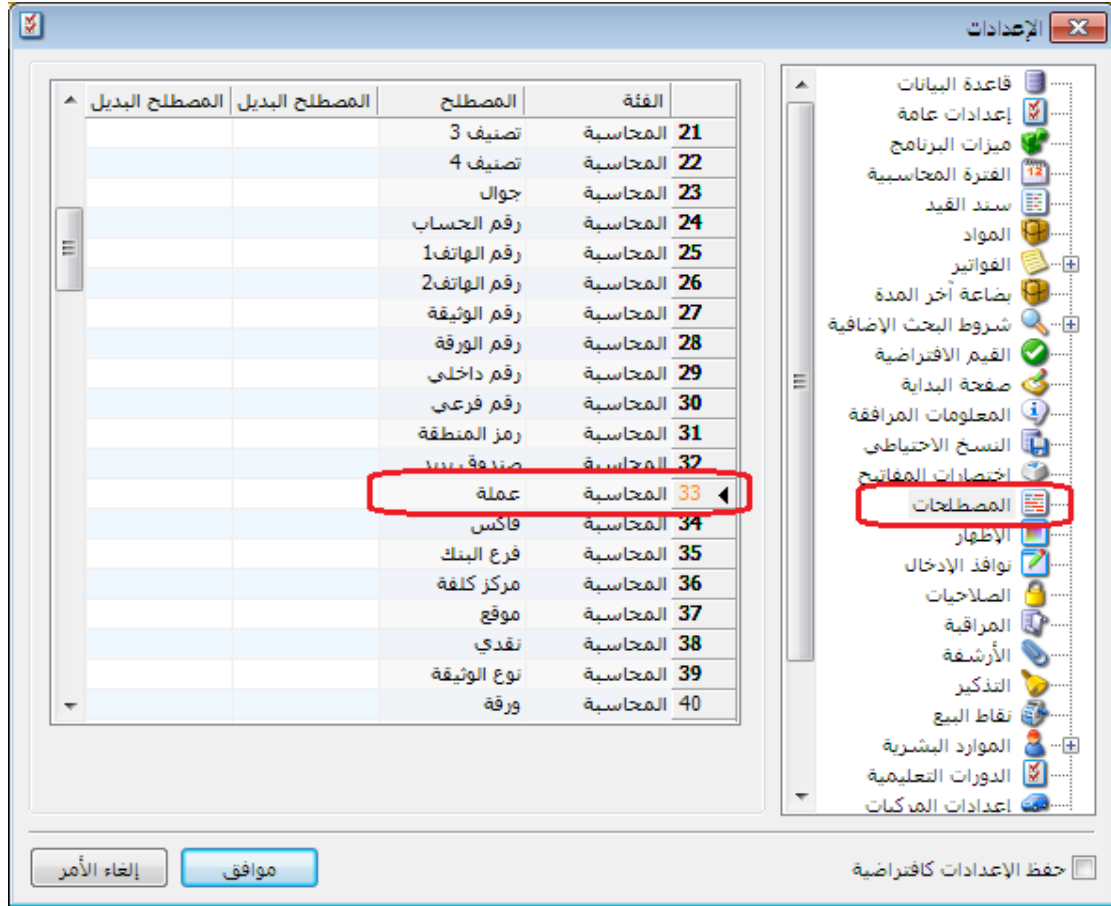 الإعدادات
قاعدة البيانات
إعدادات عامة
ميزات البرنامج
12 الفترة المحاسبية
سند القيد
المواد
الفواتير
بضاعة آخر المدة
شروط البحث الإضافية
القيم الافتراضية
صفحة البداية
المعلومات المرافقة
النسخ الاحتياطي
إختصارات المفاتيح
المصطلحات
الإظهار
نوافذ الإدخال
الصلاحيات
المراقبة
الأرشفة
التذكير
نقاط البيع
الموارد البشرية
الدورات التعليمية
إعدادات المركبات
الفئة المصطلح المصطلح البديل المصطلح البديل
21 المحاسبة تصنيف 3
22 المحاسبة تصنيف 4
23 المحاسبة جوال
24 المحاسبة رقم الحساب
25 المحاسبة رقم الهاتف1
26 المحاسبة رقم الهاتف2
27 المحاسبة رقم الوثيقة
28 المحاسبة رقم الورقة
29 المحاسبة رقم داخلي
30 المحاسبة رقم فرعي
31 المحاسبة رمز المنطقة
32 المحاسبة صندوق بريد
33 المحاسبة عملة
34 المحاسبة فاكس
35 المحاسبة فرع البنك
36 المحاسبة مركز كلفة
37 المحاسبة موقع
38 المحاسبة نقدي
39 المحاسبة نوع الوثيقة
40 المحاسبة ورقة
حفظ الإعدادات كافتراضية
موافق
إلغاء الأمر